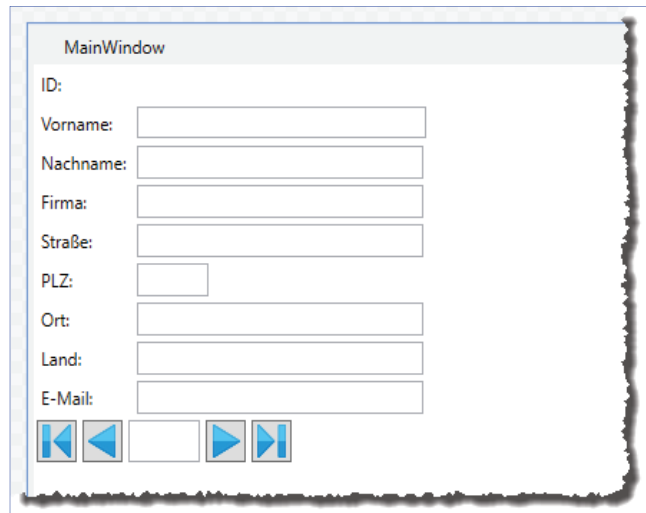 MainWindow
ID:
Vorname:
Nachname:
Firma:
Straße:
PLZ:
Ort:
Land:
E-Mail: